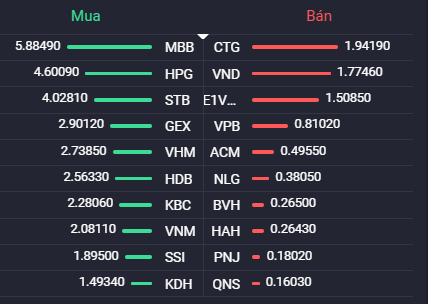 Mua Bán
5.88490 MBB CTG 1.94190
4.60090 HPG VND 1.77460
4.02810 STB E1V... 1.50850
2.90120 GEX VPB 0.81020
2.73850 VHM ACM 0.49550
2.56330 HDB NLG 0.38050
2.28060 KBC BVH 0.26500
2.08110 VNM HAH 0.26430
1.89500 SSI PNJ 0.18020
1.49340 KDH QNS 0.16030